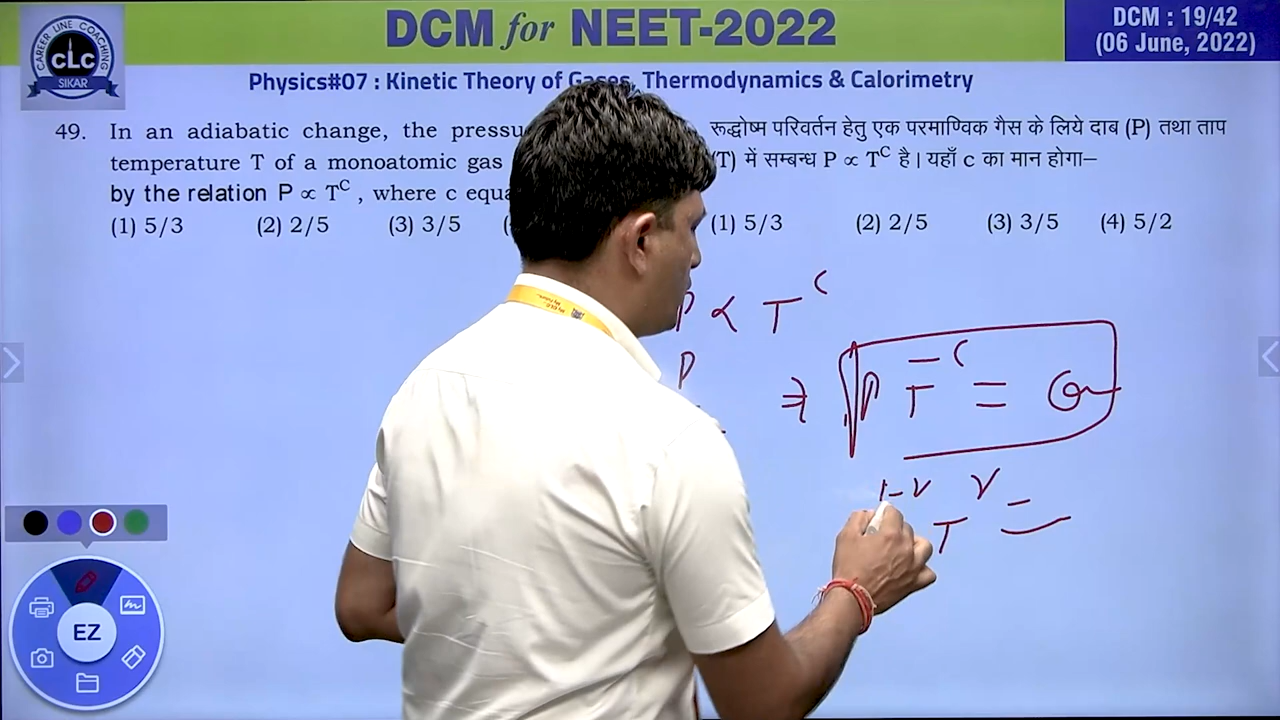 DCM for NEET-2022
DCM : 19/42
(06 June, 2022)
CAREER LINE COACHING
CLC
SIKAR
Physics#07 : Kinetic Theory of Gases, Thermodynamics & Calorimetry
49. In an adiabatic change, the
temperature T of a monoatomic gas
by the relation P ∝ T^C , where c
(1) 5/3 (2) 2/5 (3) 3/5
रूद्धोष्म परिवर्तन हेतु एक परमाण्विक गैस के लिये दाब (P) तथा ताप
(T) में सम्बन्ध P ∝ T^C है। यहाँ c का मान होगा–
(1) 5/3 (2) 2/5 (3) 3/5 (4) 5/2
P ∝ T^C
P
⇒ P T^-C =
1-γ γ =
T
EZ